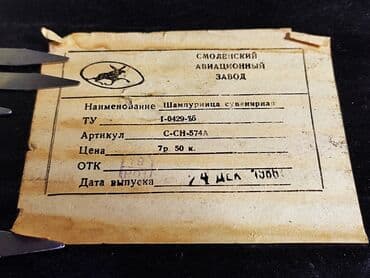 СМОЛЕНСКИЙ
АВИАЦИОННЫЙ
ЗАВОД
Наименование Шампурница сувенирная
ТУ 1-0429-16
Артикул С-СН-574А
Цена 7р. 50 к.
ОТК
Дата выпуска 24 ДЕК 1986